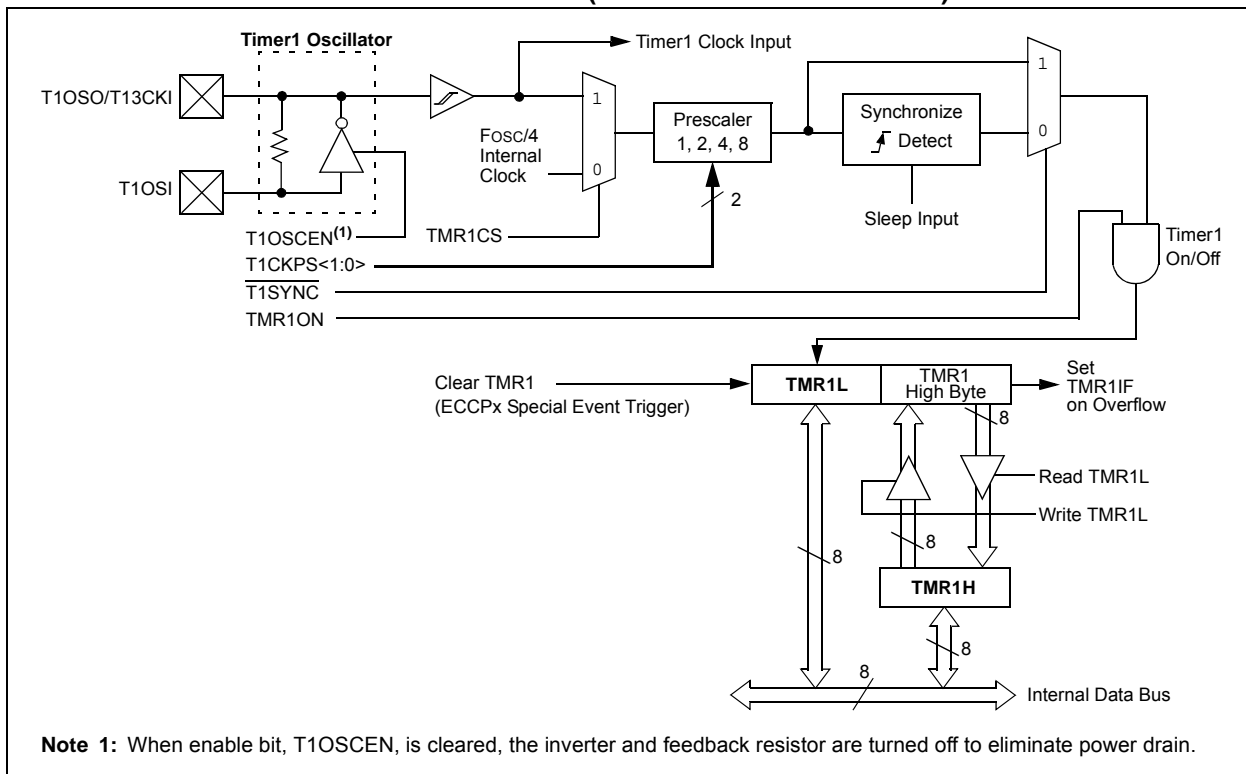 Timer1 Oscillator
Timer1 Clock Input
T1OSO/T13CKI
1
1
FOSC/4
Internal
Clock
0
Prescaler
1, 2, 4, 8
Synchronize
Detect
0
T1OSI
2
Sleep Input
T1OSCEN(1)
TMR1CS
Timer1
On/Off
T1CKPS<1:0>
T1SYNC
TMR1ON
Clear TMR1
(ECCPx Special Event Trigger)
TMR1L
TMR1
High Byte
Set
TMR1IF
on Overflow
8
Read TMR1L
Write TMR1L
8
8
TMR1H
8
8
Internal Data Bus
Note 1: When enable bit, T1OSCEN, is cleared, the inverter and feedback resistor are turned off to eliminate power drain.